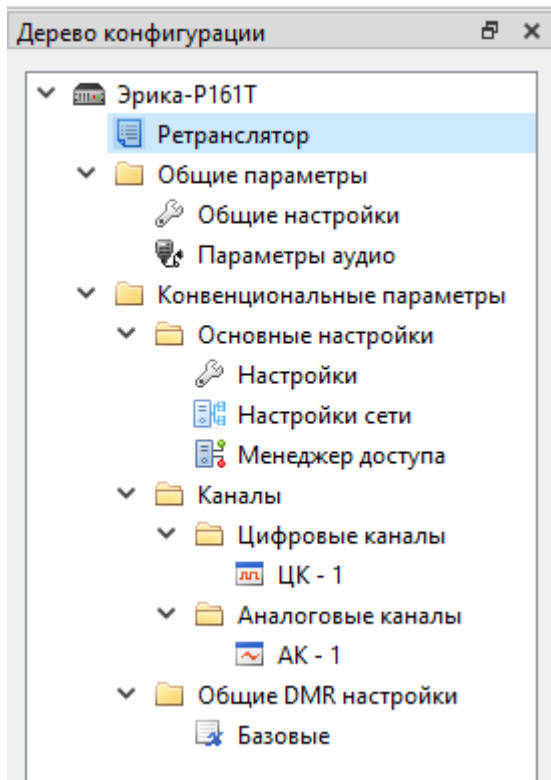 Дерево конфигурации
Эрика-Р161Т
Ретранслятор
Общие параметры
Общие настройки
Параметры аудио
Конвенциональные параметры
Основные настройки
Настройки
Настройки сети
Менеджер доступа
Каналы
Цифровые каналы
ЦК - 1
Аналоговые каналы
АК - 1
Общие DMR настройки
Базовые